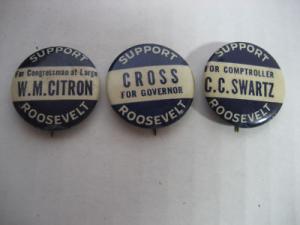 SUPPORT
For Congressman-at-Large
W.M.CITRON
ROOSEVELT
SUPPORT
CROSS
FOR GOVERNOR
ROOSEVELT
SUPPORT
FOR COMPTROLLER
C.C.SWARTZ
ROOSEVELT